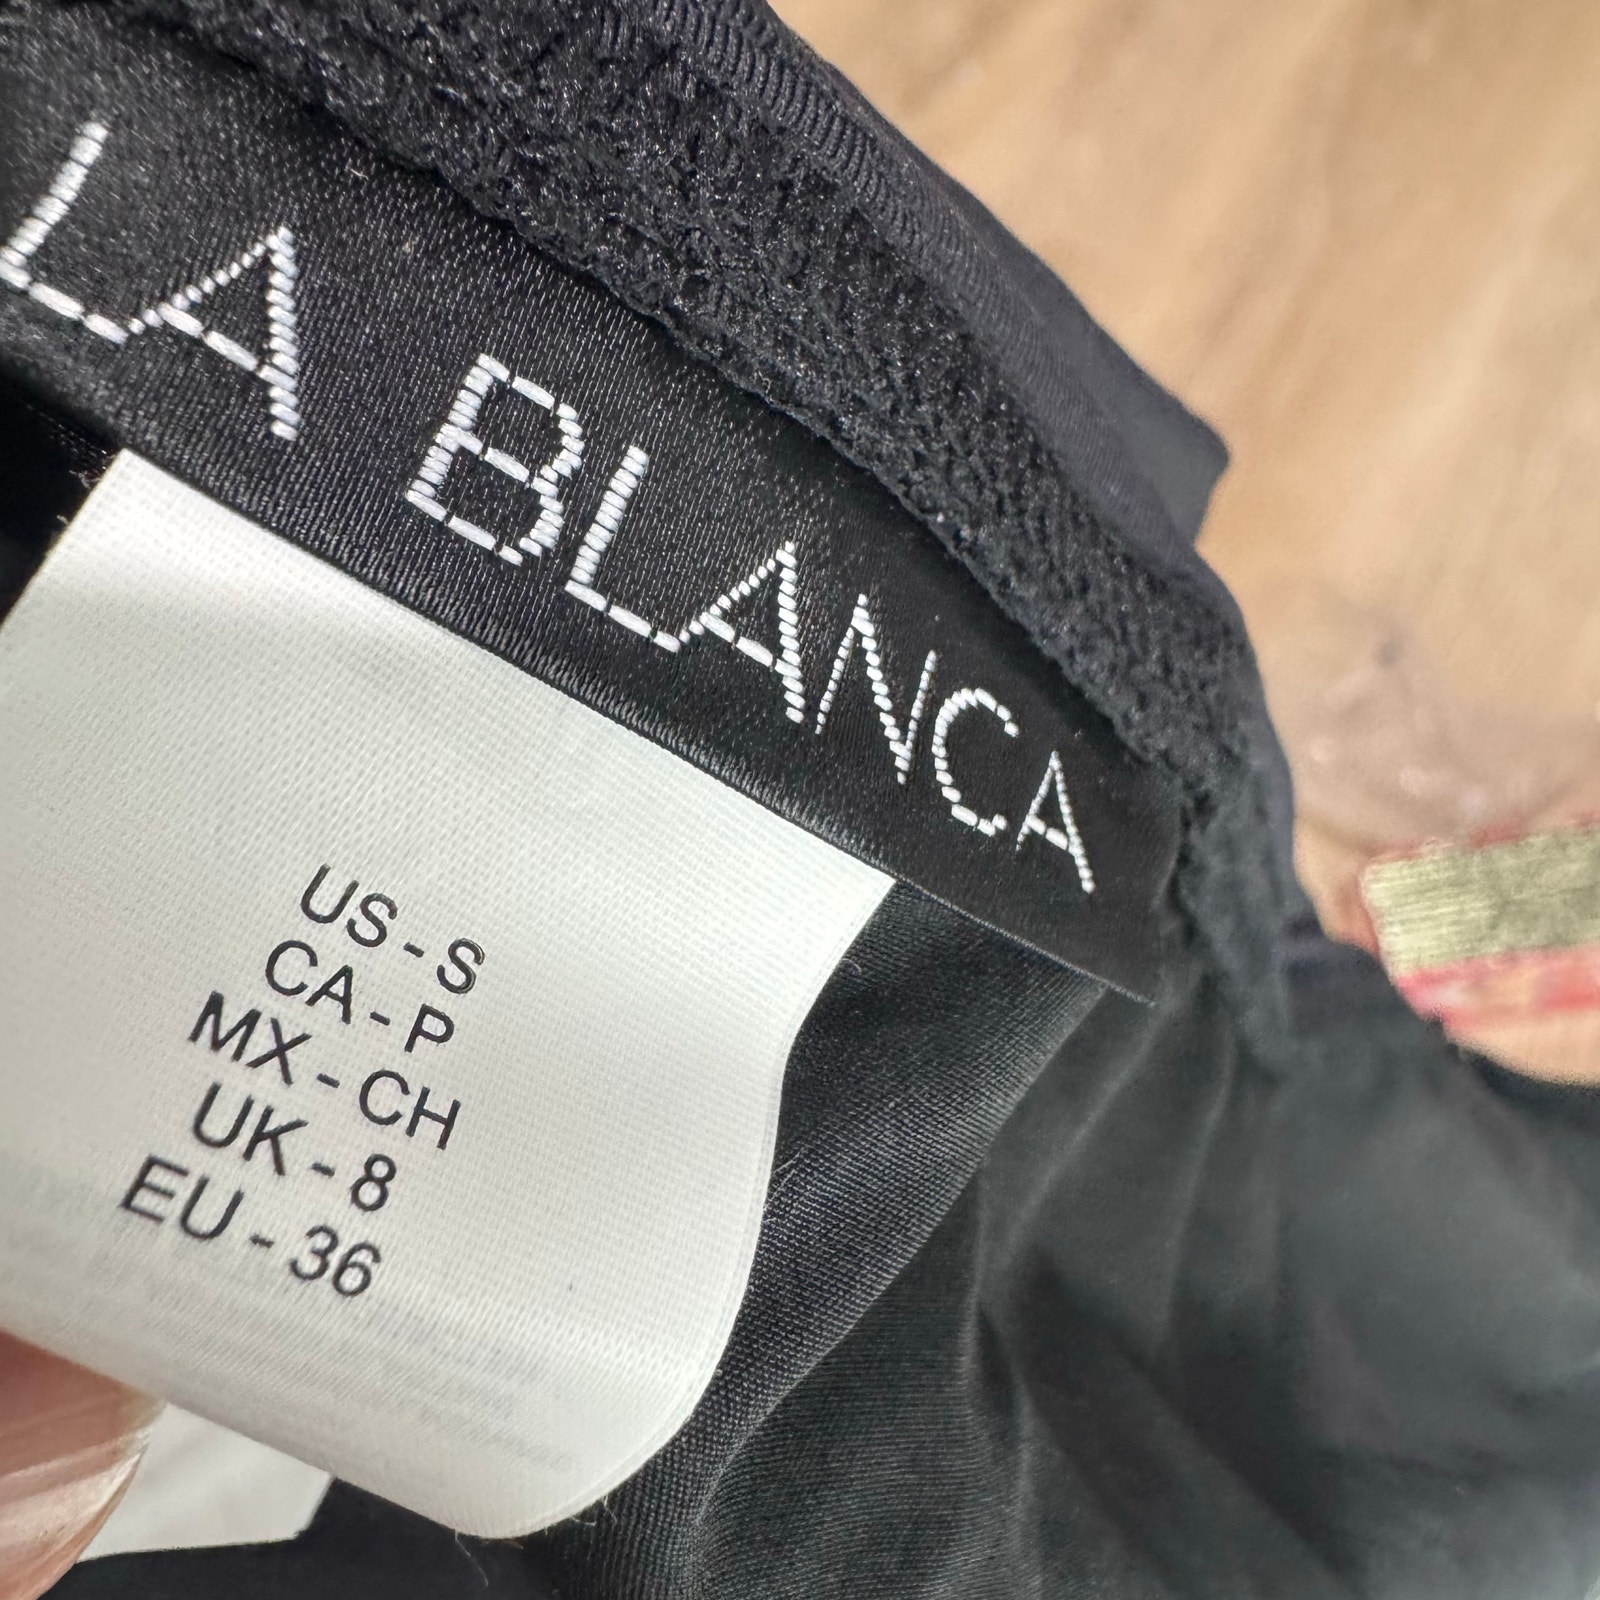 LA BLANCA
US - S
CA - P
MX - CH
UK - 8
EU - 36